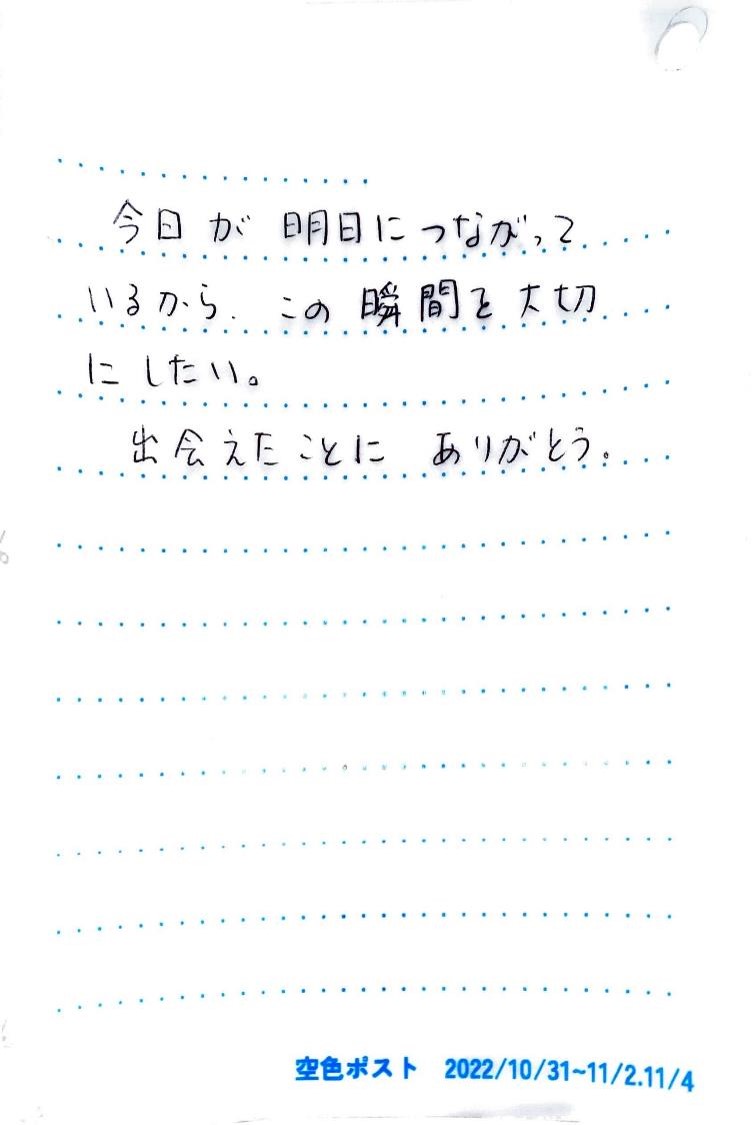 今日が明日につながって
いるから、この瞬間を大切
にしたい。
出会えたことに ありがとう。
空色ポスト 2022/10/31~11/2.11/4